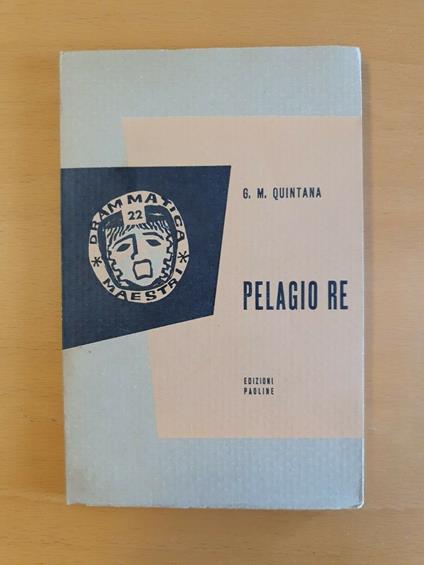 DRAMMATICA
22
* MAESTRI *
G. M. QUINTANA
PELAGIO RE
EDIZIONI
PAOLINE